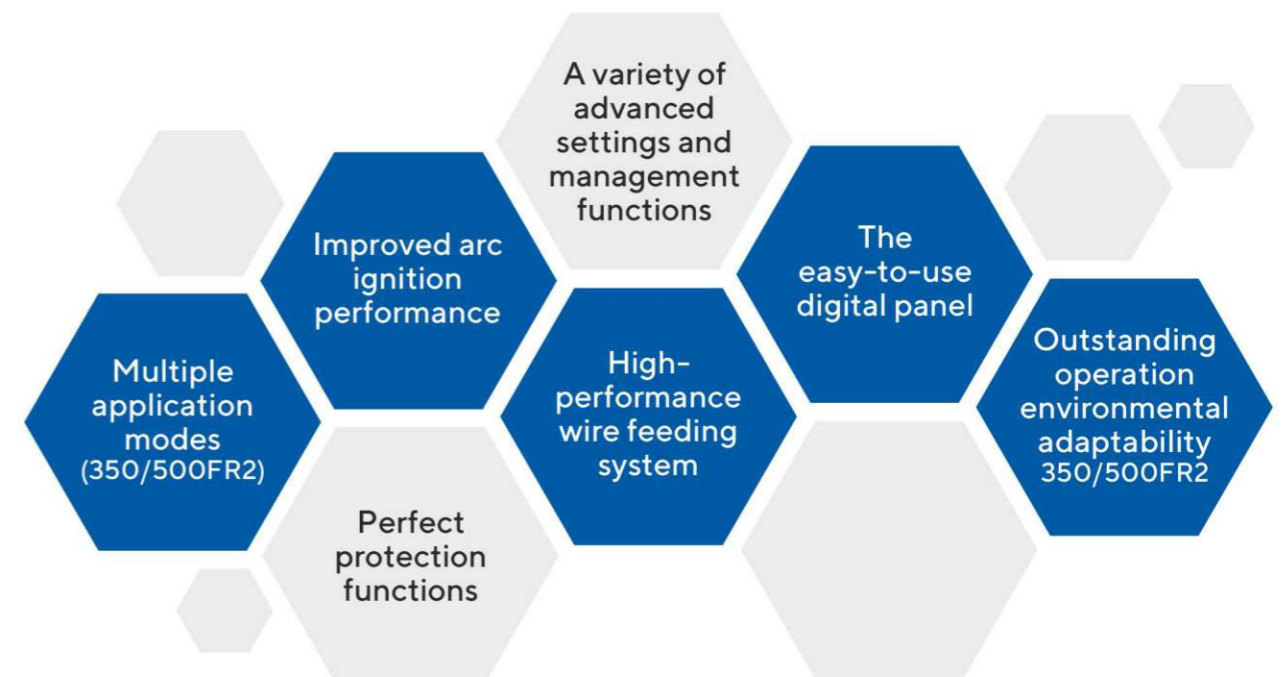 A variety of
advanced
settings and
management
functions
Improved arc
ignition
performance
The
easy-to-use
digital panel
Multiple
application
modes
(350/500FR2)
High-
performance
wire feeding
system
Outstanding
operation
environmental
adaptability
350/500FR2
Perfect
protection
functions